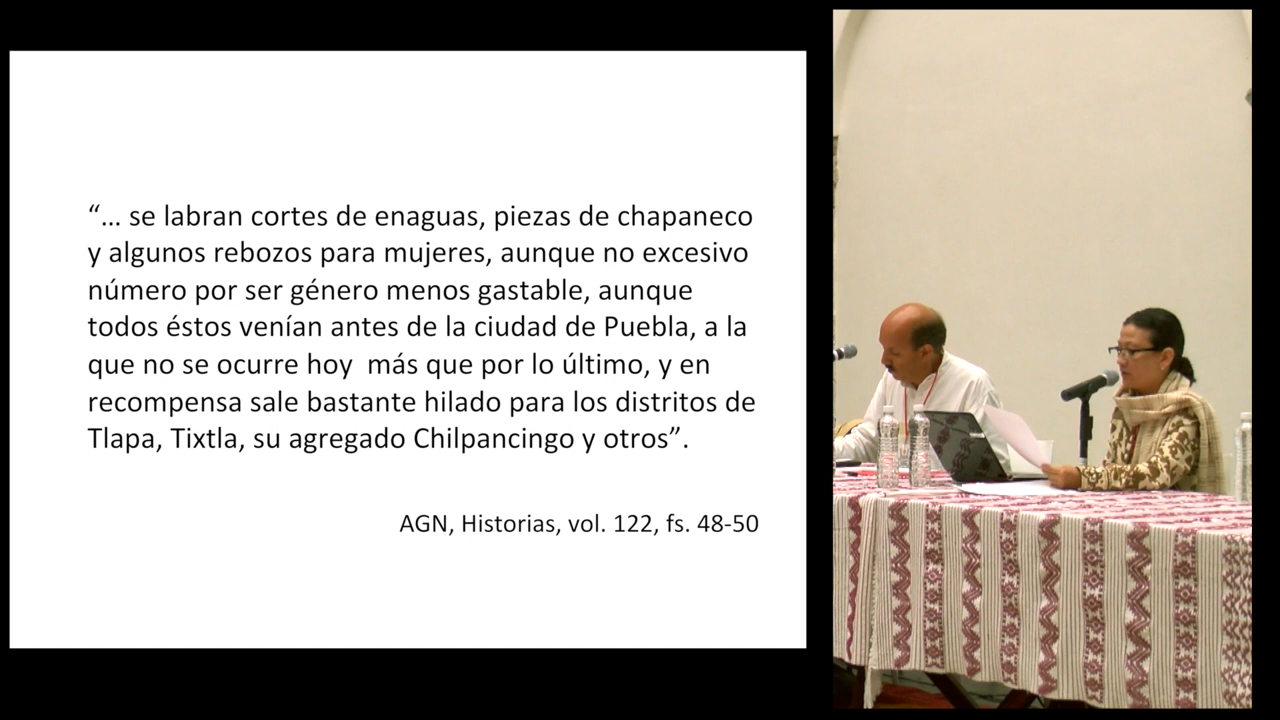 “... se labran cortes de enaguas, piezas de chapaneco
y algunos rebozos para mujeres, aunque no excesivo
número por ser género menos gastable, aunque
todos éstos venían antes de la ciudad de Puebla, a la
que no se ocurre hoy  más que por lo último, y en
recompensa sale bastante hilado para los distritos de
Tlapa, Tixtla, su agregado Chilpancingo y otros”.
AGN, Historias, vol. 122, fs. 48-50